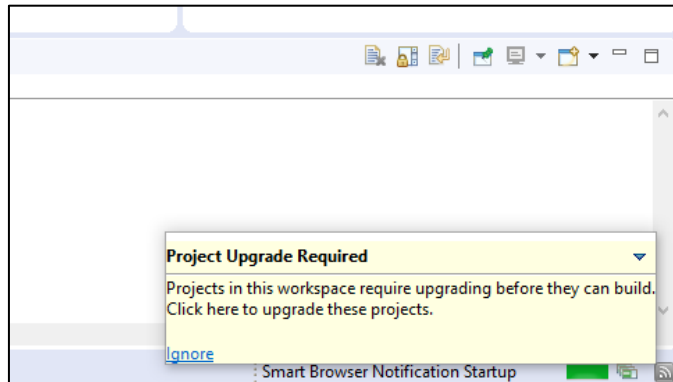 Project Upgrade Required
Projects in this workspace require upgrading before they can build.
Click here to upgrade these projects.
Ignore
Smart Browser Notification Startup